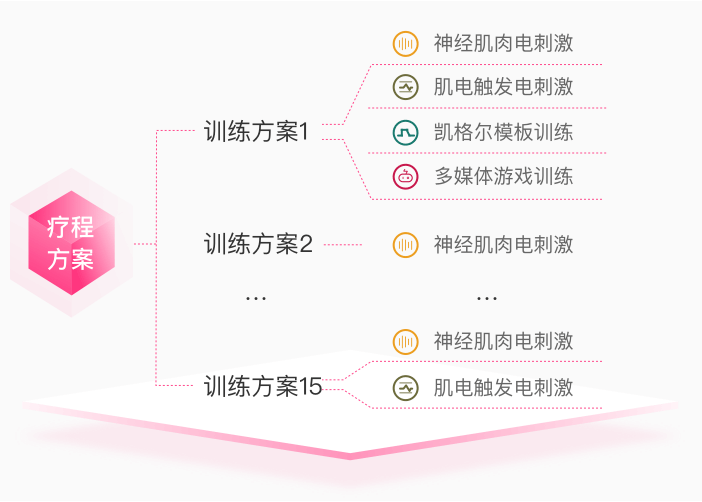 疗程
方案
训练方案1
神经肌肉电刺激
肌电触发电刺激
凯格尔模板训练
多媒体游戏训练
训练方案2
神经肌肉电刺激
... ...
训练方案15
神经肌肉电刺激
肌电触发电刺激